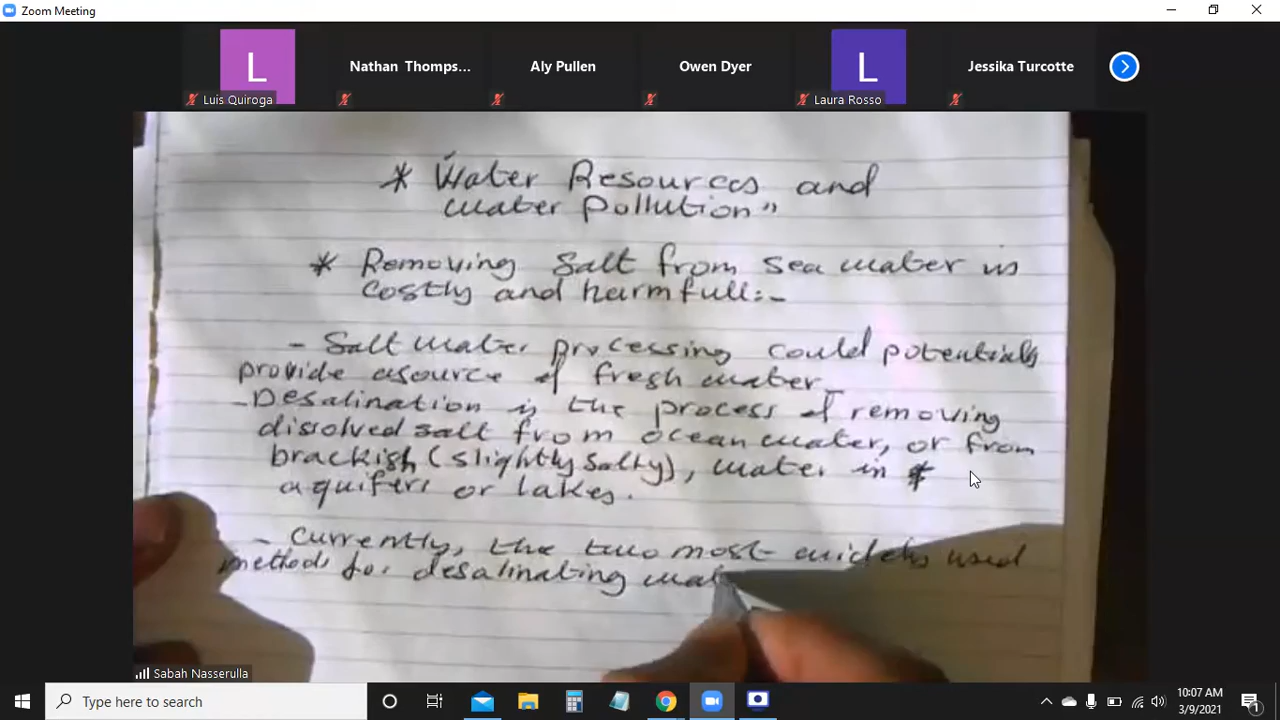 Zoom Meeting
L
Nathan Thomps...
Aly Pullen
Owen Dyer
L
Jessika Turcotte
Luis Quiroga
Laura Rosso
* "Water Resources and
water Pollution"
* Removing Salt from sea water is
costly and harmfull:-
- Salt water processing could potentials
provide a source of fresh water_
- Desalination is the process of removing
dissolved salt from ocean water, or from
brackish (slightly salty), water in *
aquifers or lakes.
- Currently, the two most widely used
methods for desalinating wat
Sabah Nasserulla
Type here to search
10:07 AM
3/9/2021
1